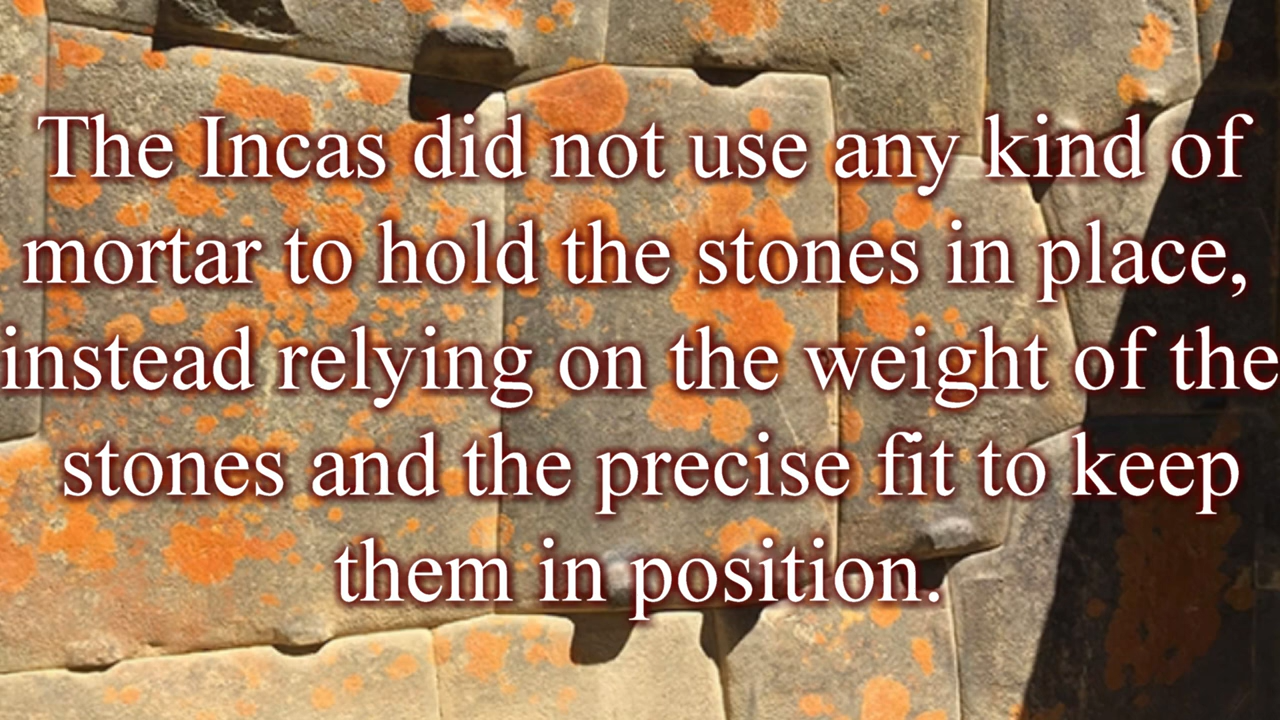 The Incas did not use any kind of
mortar to hold the stones in place,
instead relying on the weight of the
stones and the precise fit to keep
them in position.